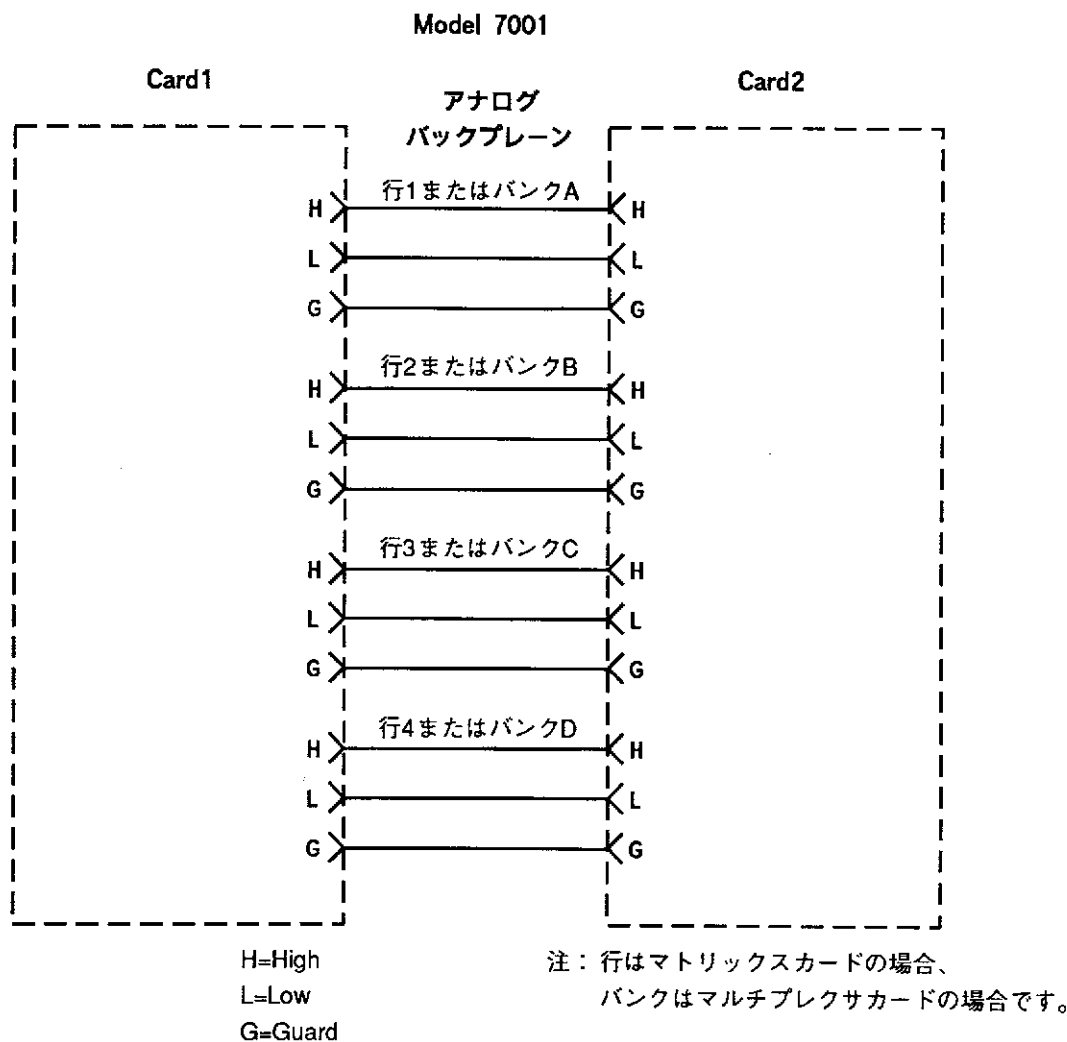 Model 7001
Card1
Card2
アナログ
バックプレーン
行1またはバンクA
H
H
L
L
G
G
行2またはバンクB
H
H
L
L
G
G
行3またはバンクC
H
H
L
L
G
G
行4またはバンクD
H
H
L
L
G
G
H=High
L=Low
G=Guard
注：行はマトリックスカードの場合、
バンクはマルチプレクサカードの場合です。